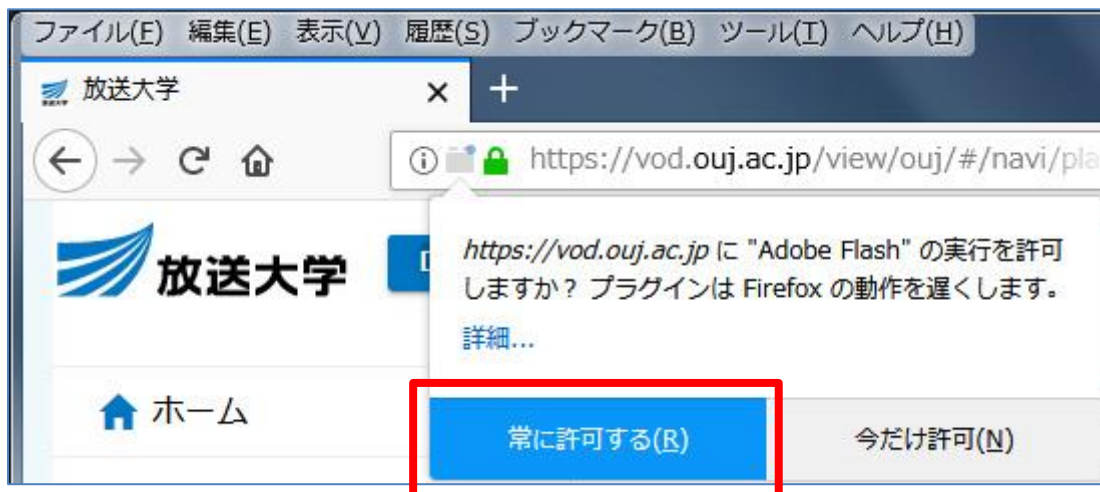 ファイル(F) 編集(E) 表示(V) 履歴(S) ブックマーク(B) ツール(T) ヘルプ(H)
放送大学
https://vod.ouj.ac.jp/view/ouj/#/navi/pla
放送大学
https://vod.ouj.ac.jp に "Adobe Flash" の実行を許可
しますか? プラグインは Firefox の動作を遅くします。
詳細...
ホーム
常に許可する(R) 今だけ許可(N)